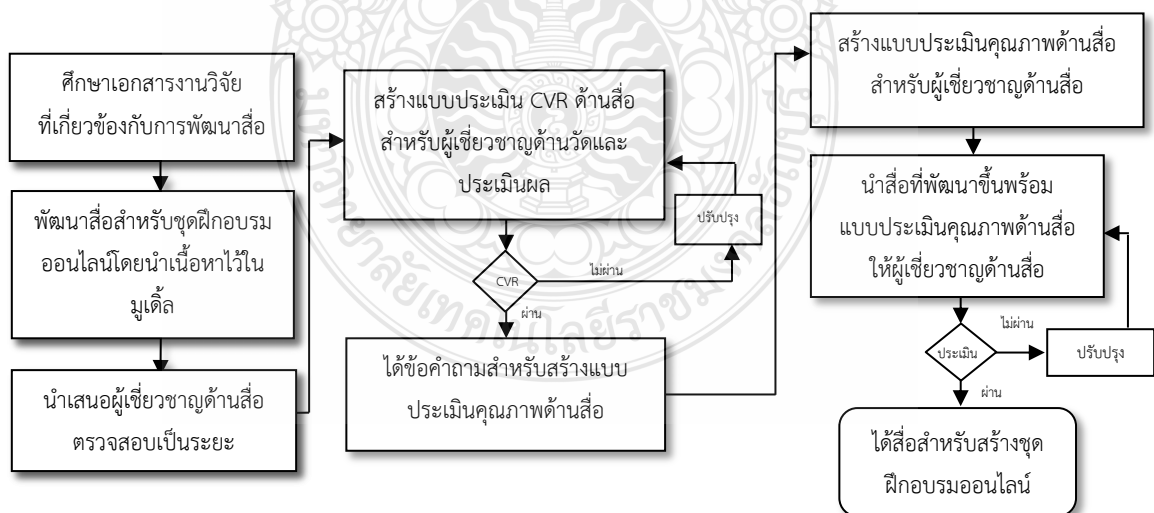 ศึกษาเอกสารงานวิจัย
ที่เกี่ยวข้องกับการพัฒนาสื่อ
พัฒนาสื่อสำหรับชุดฝึกอบรม
ออนไลน์โดยนำเนื้อหาไว้ใน
มูเดิ้ล
นำเสนอผู้เชี่ยวชาญด้านสื่อ
ตรวจสอบเป็นระยะ
สร้างแบบประเมิน CVR ด้านสื่อ
สำหรับผู้เชี่ยวชาญด้านวัดและ
ประเมินผล
ปรับปรุง
CVR
ไม่ผ่าน
ผ่าน
ได้ข้อคำถามสำหรับสร้างแบบ
ประเมินคุณภาพด้านสื่อ
สร้างแบบประเมินคุณภาพด้านสื่อ
สำหรับผู้เชี่ยวชาญด้านสื่อ
นำสื่อที่พัฒนาขึ้นพร้อม
แบบประเมินคุณภาพด้านสื่อ
ให้ผู้เชี่ยวชาญด้านสื่อ
ประเมิน
ไม่ผ่าน
ปรับปรุง
ผ่าน
ได้สื่อสำหรับสร้างชุด
ฝึกอบรมออนไลน์